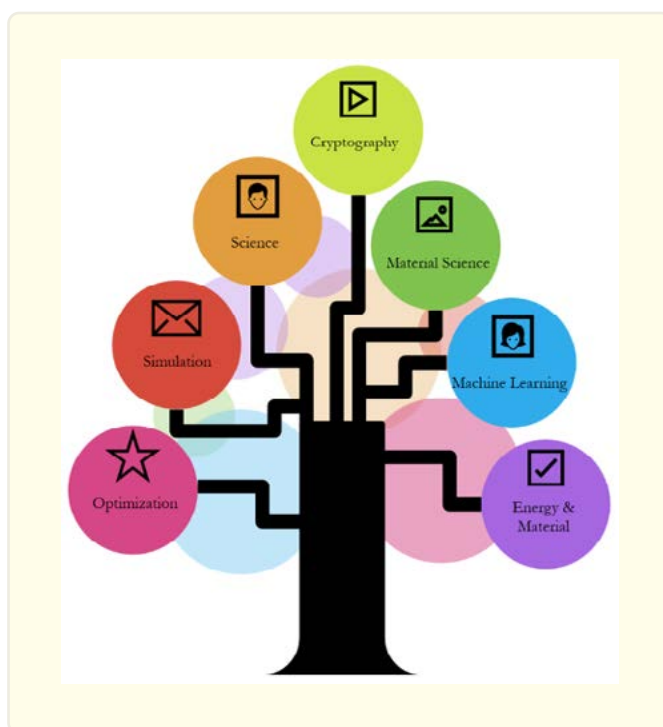 Cryptography
Science
Material Science
Simulation
Machine Learning
Optimization
Energy &
Material